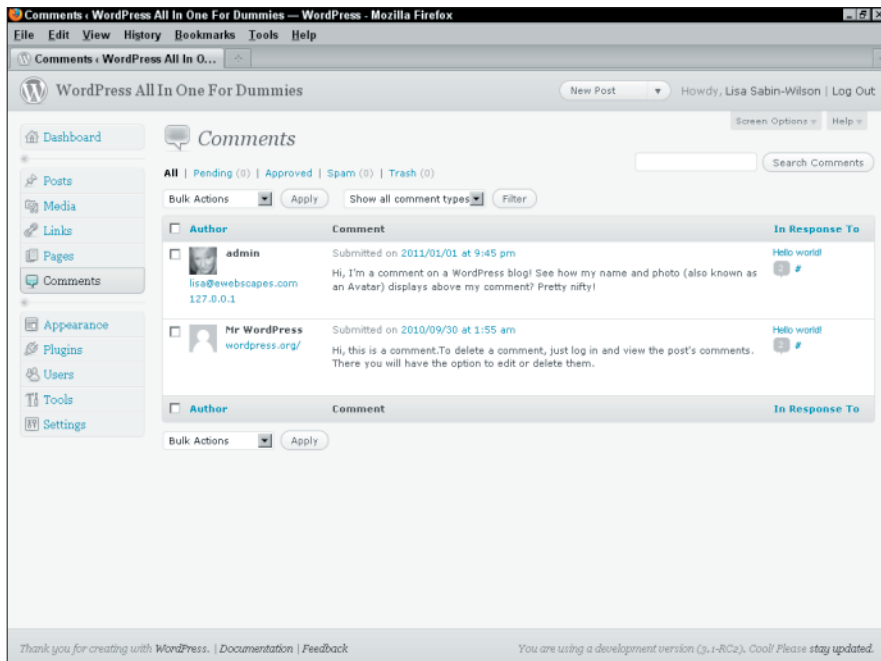 Comments ‹ WordPress All In One For Dummies — WordPress - Mozilla Firefox
File Edit View History Bookmarks Tools Help
Comments ‹ WordPress All In O...
WordPress All In One For Dummies
New Post
Howdy, Lisa Sabin-Wilson | Log Out
Screen Options Help
Dashboard
Posts
Media
Links
Pages
Comments
Appearance
Plugins
Users
Tools
Settings
Comments
Search Comments
All | Pending (0) | Approved | Spam (0) | Trash (0)
Bulk Actions Apply Show all comment types Filter
Author Comment In Response To
admin
lisa@ewebscapes.com
127.0.0.1
Submitted on 2011/01/01 at 9:45 pm
Hi, I'm a comment on a WordPress blog! See how my name and photo (also known as
an Avatar) displays above my comment? Pretty nifty!
Hello world!
2 #
Mr WordPress
wordpress.org/
Submitted on 2010/09/30 at 1:55 am
Hi, this is a comment.To delete a comment, just log in and view the post's comments.
There you will have the option to edit or delete them.
Hello world!
2 #
Author Comment In Response To
Bulk Actions Apply
Thank you for creating with WordPress. | Documentation | Feedback
You are using a development version (3.1-RC2). Cool! Please stay updated.